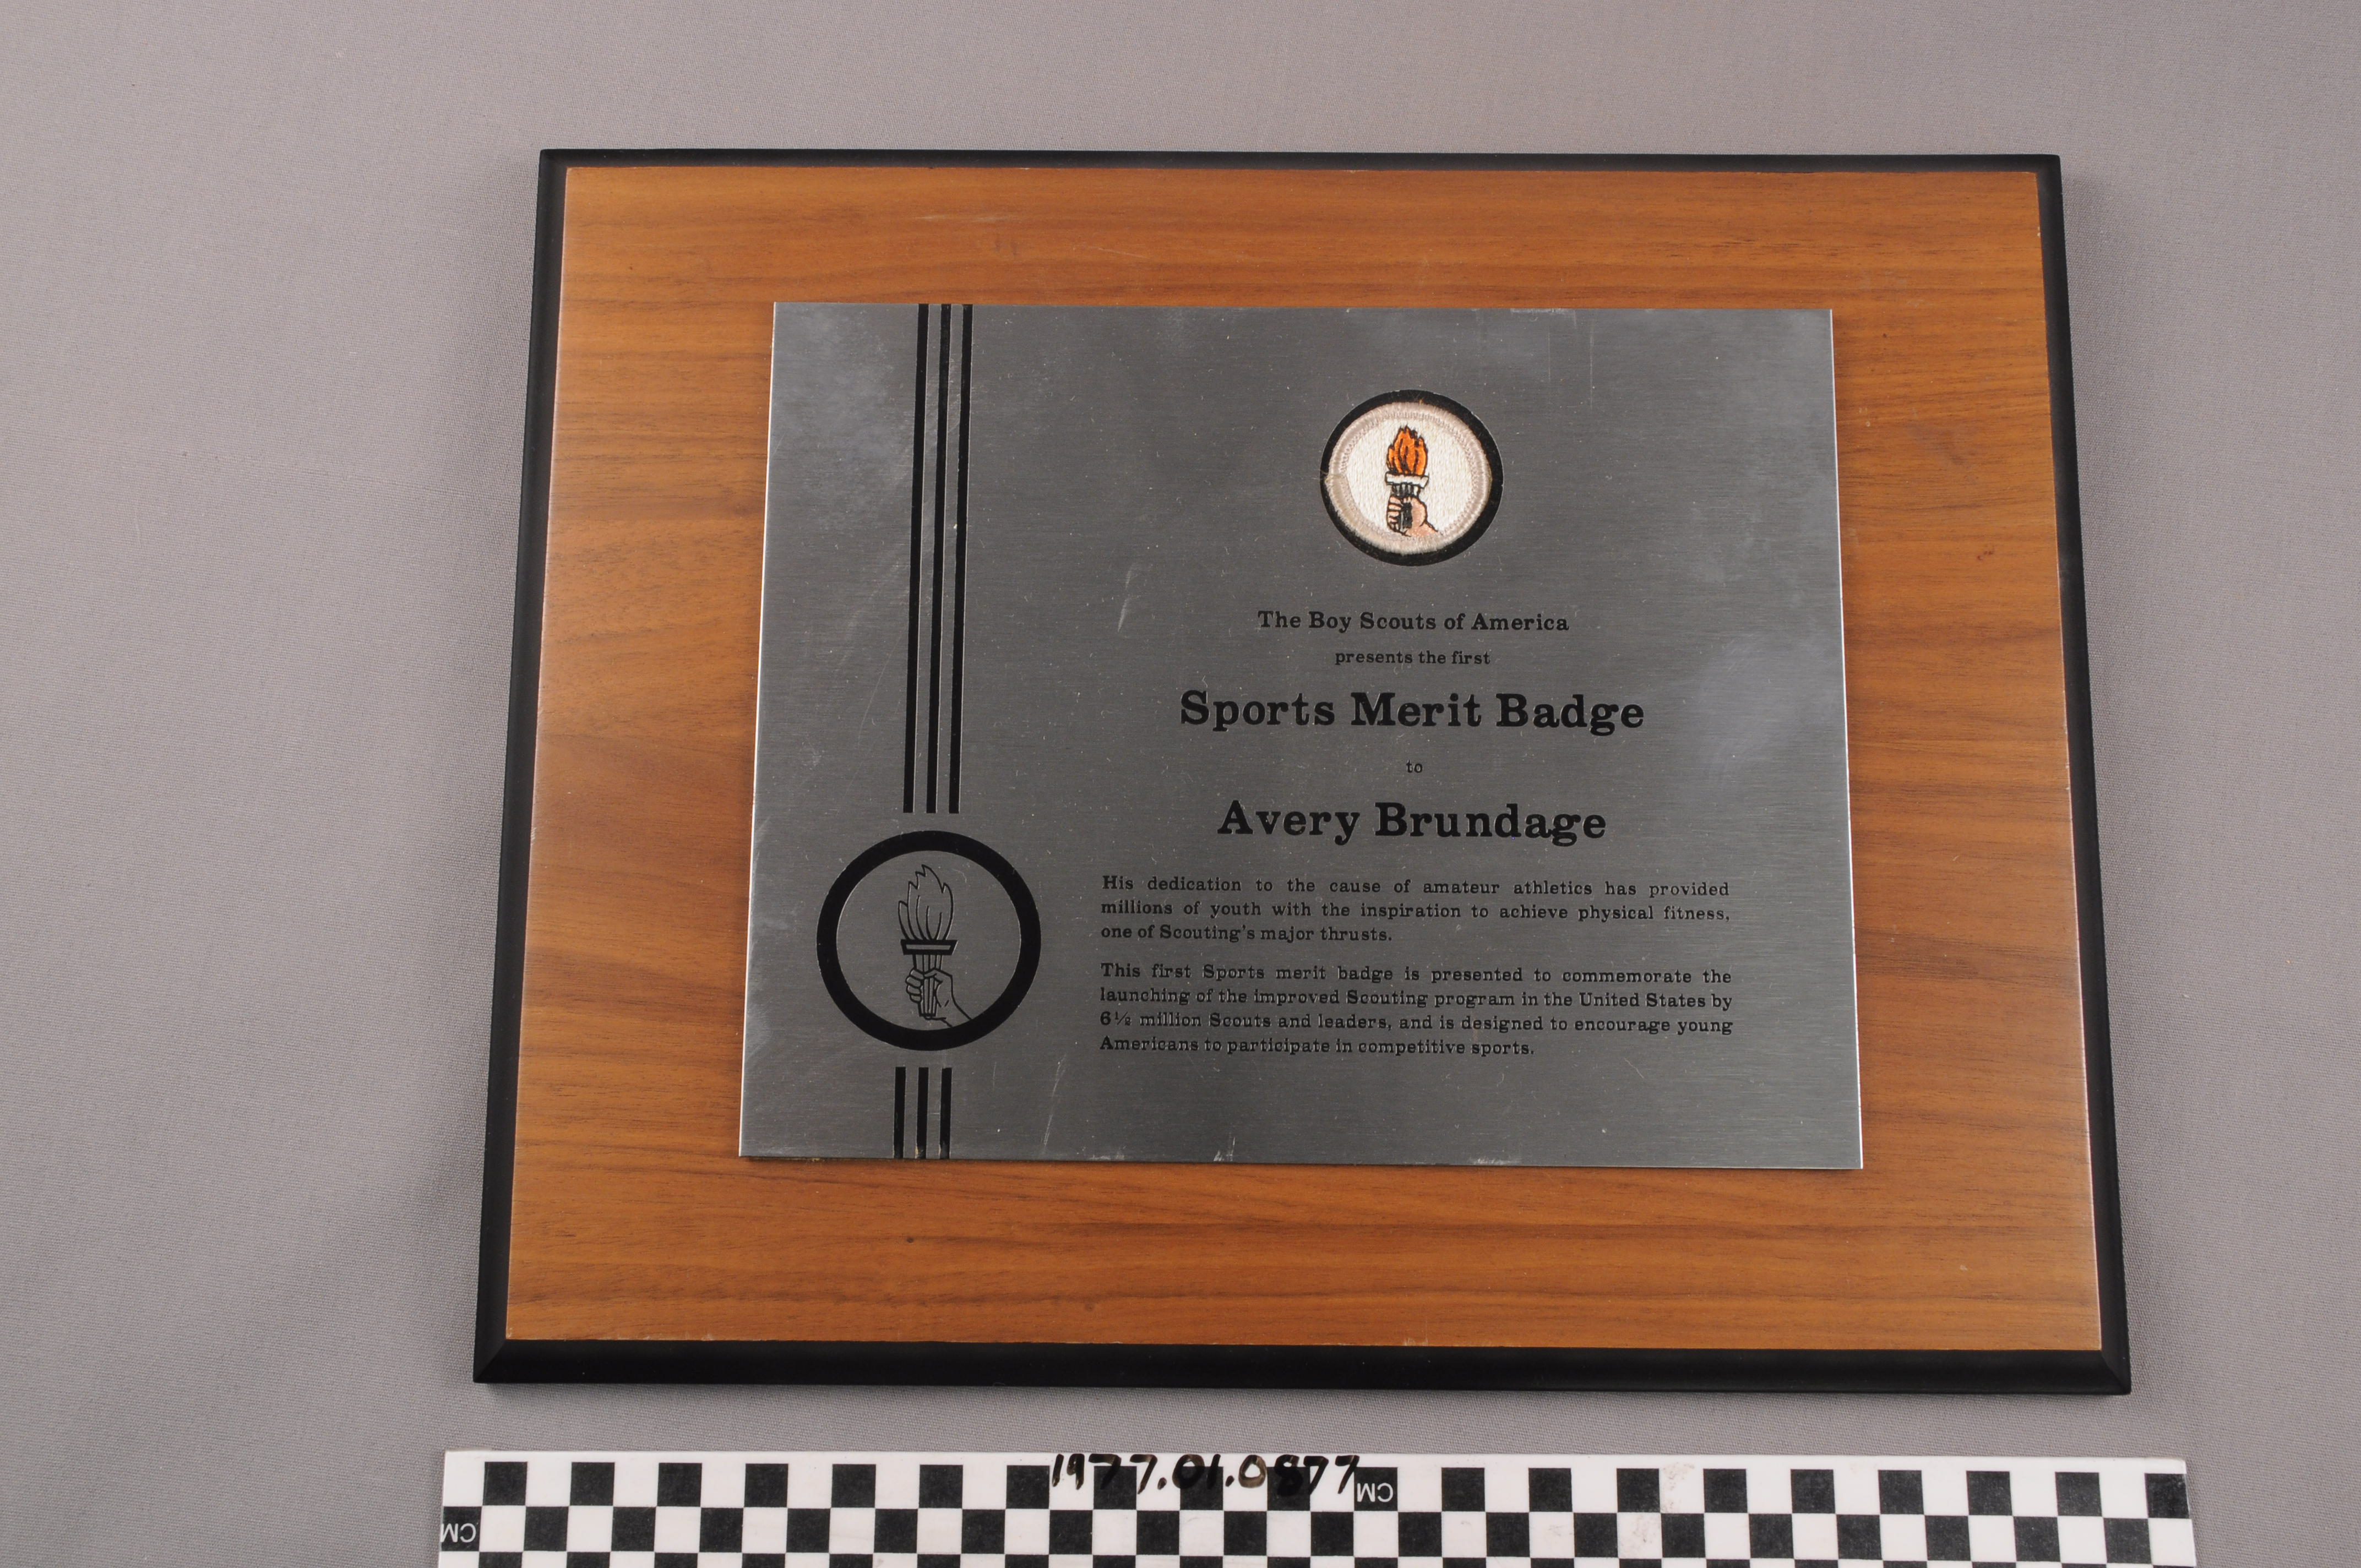 The Boy Scouts of America
presents the first
Sports Merit Badge
to
Avery Brundage
His dedication to the cause of amateur athletics has provided
millions of youth with the inspiration to achieve physical fitness,
one of Scouting's major thrusts.
This first Sports merit badge is presented to commemorate the
launching of the improved Scouting program in the United States by
6½ million Scouts and leaders, and is designed to encourage young
Americans to participate in competitive sports.
1977.01.0877
CM
CM